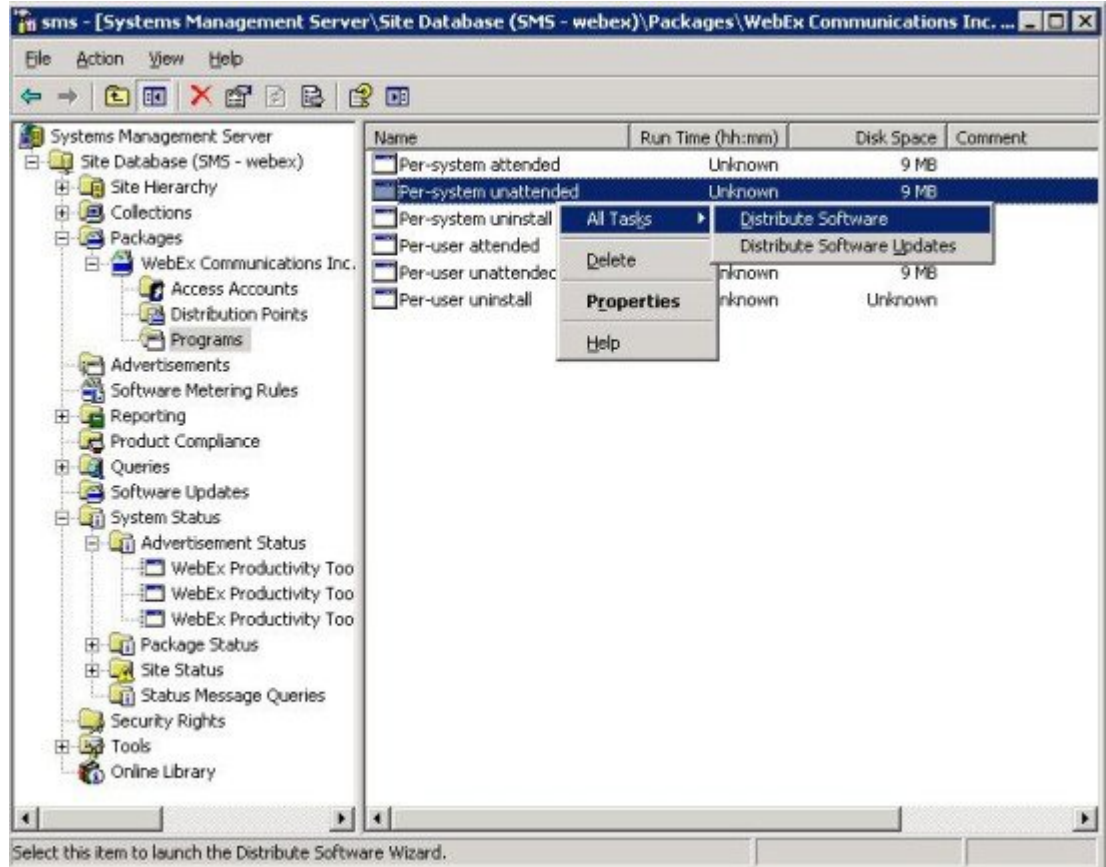 sms - [Systems Management Server\Site Database (SMS - webex)\Packages\WebEx Communications Inc. ...
File Action View Help
Systems Management Server
Site Database (SMS - webex)
Site Hierarchy
Collections
Packages
WebEx Communications Inc.
Access Accounts
Distribution Points
Programs
Advertisements
Software Metering Rules
Reporting
Product Compliance
Queries
Software Updates
System Status
Advertisement Status
WebEx Productivity Too
WebEx Productivity Too
WebEx Productivity Too
Package Status
Site Status
Status Message Queries
Security Rights
Tools
Online Library
Name Run Time (hh:mm) Disk Space Comment
Per-system attended Unknown 9 MB
Per-system unattended Unknown 9 MB
Per-system uninstall
Per-user attended
Per-user unattended nknown 9 MB
Per-user uninstall nknown Unknown
All Tasks
Delete
Properties
Help
Distribute Software
Distribute Software Updates
Select this item to launch the Distribute Software Wizard.